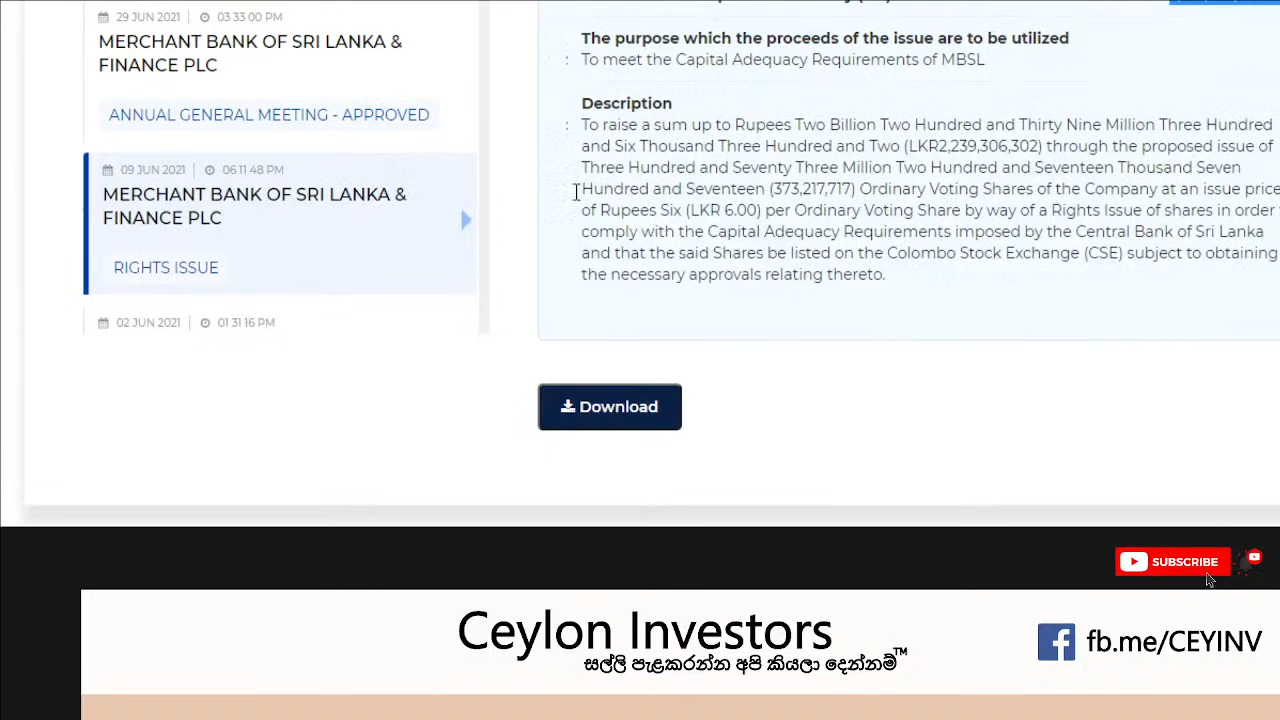 29 JUN 2021 03 33 00 PM
MERCHANT BANK OF SRI LANKA &
FINANCE PLC
ANNUAL GENERAL MEETING - APPROVED
09 JUN 2021 06 11 48 PM
MERCHANT BANK OF SRI LANKA &
FINANCE PLC
RIGHTS ISSUE
02 JUN 2021 01 31 16 PM
The purpose which the proceeds of the issue are to be utilized
: To meet the Capital Adequacy Requirements of MBSL
Description
: To raise a sum up to Rupees Two Billion Two Hundred and Thirty Nine Million Three Hundred
and Six Thousand Three Hundred and Two (LKR2,239,306,302) through the proposed issue of
Three Hundred and Seventy Three Million Two Hundred and Seventeen Thousand Seven
Hundred and Seventeen (373,217,717) Ordinary Voting Shares of the Company at an issue price
of Rupees Six (LKR 6.00) per Ordinary Voting Share by way of a Rights Issue of shares in order
comply with the Capital Adequacy Requirements imposed by the Central Bank of Sri Lanka
and that the said Shares be listed on the Colombo Stock Exchange (CSE) subject to obtaining
the necessary approvals relating thereto.
Download
SUBSCRIBE
Ceylon Investors
සල්ලි පැළකරන්න අපි කියලා දෙන්නම් ™
fb.me/CEYINV